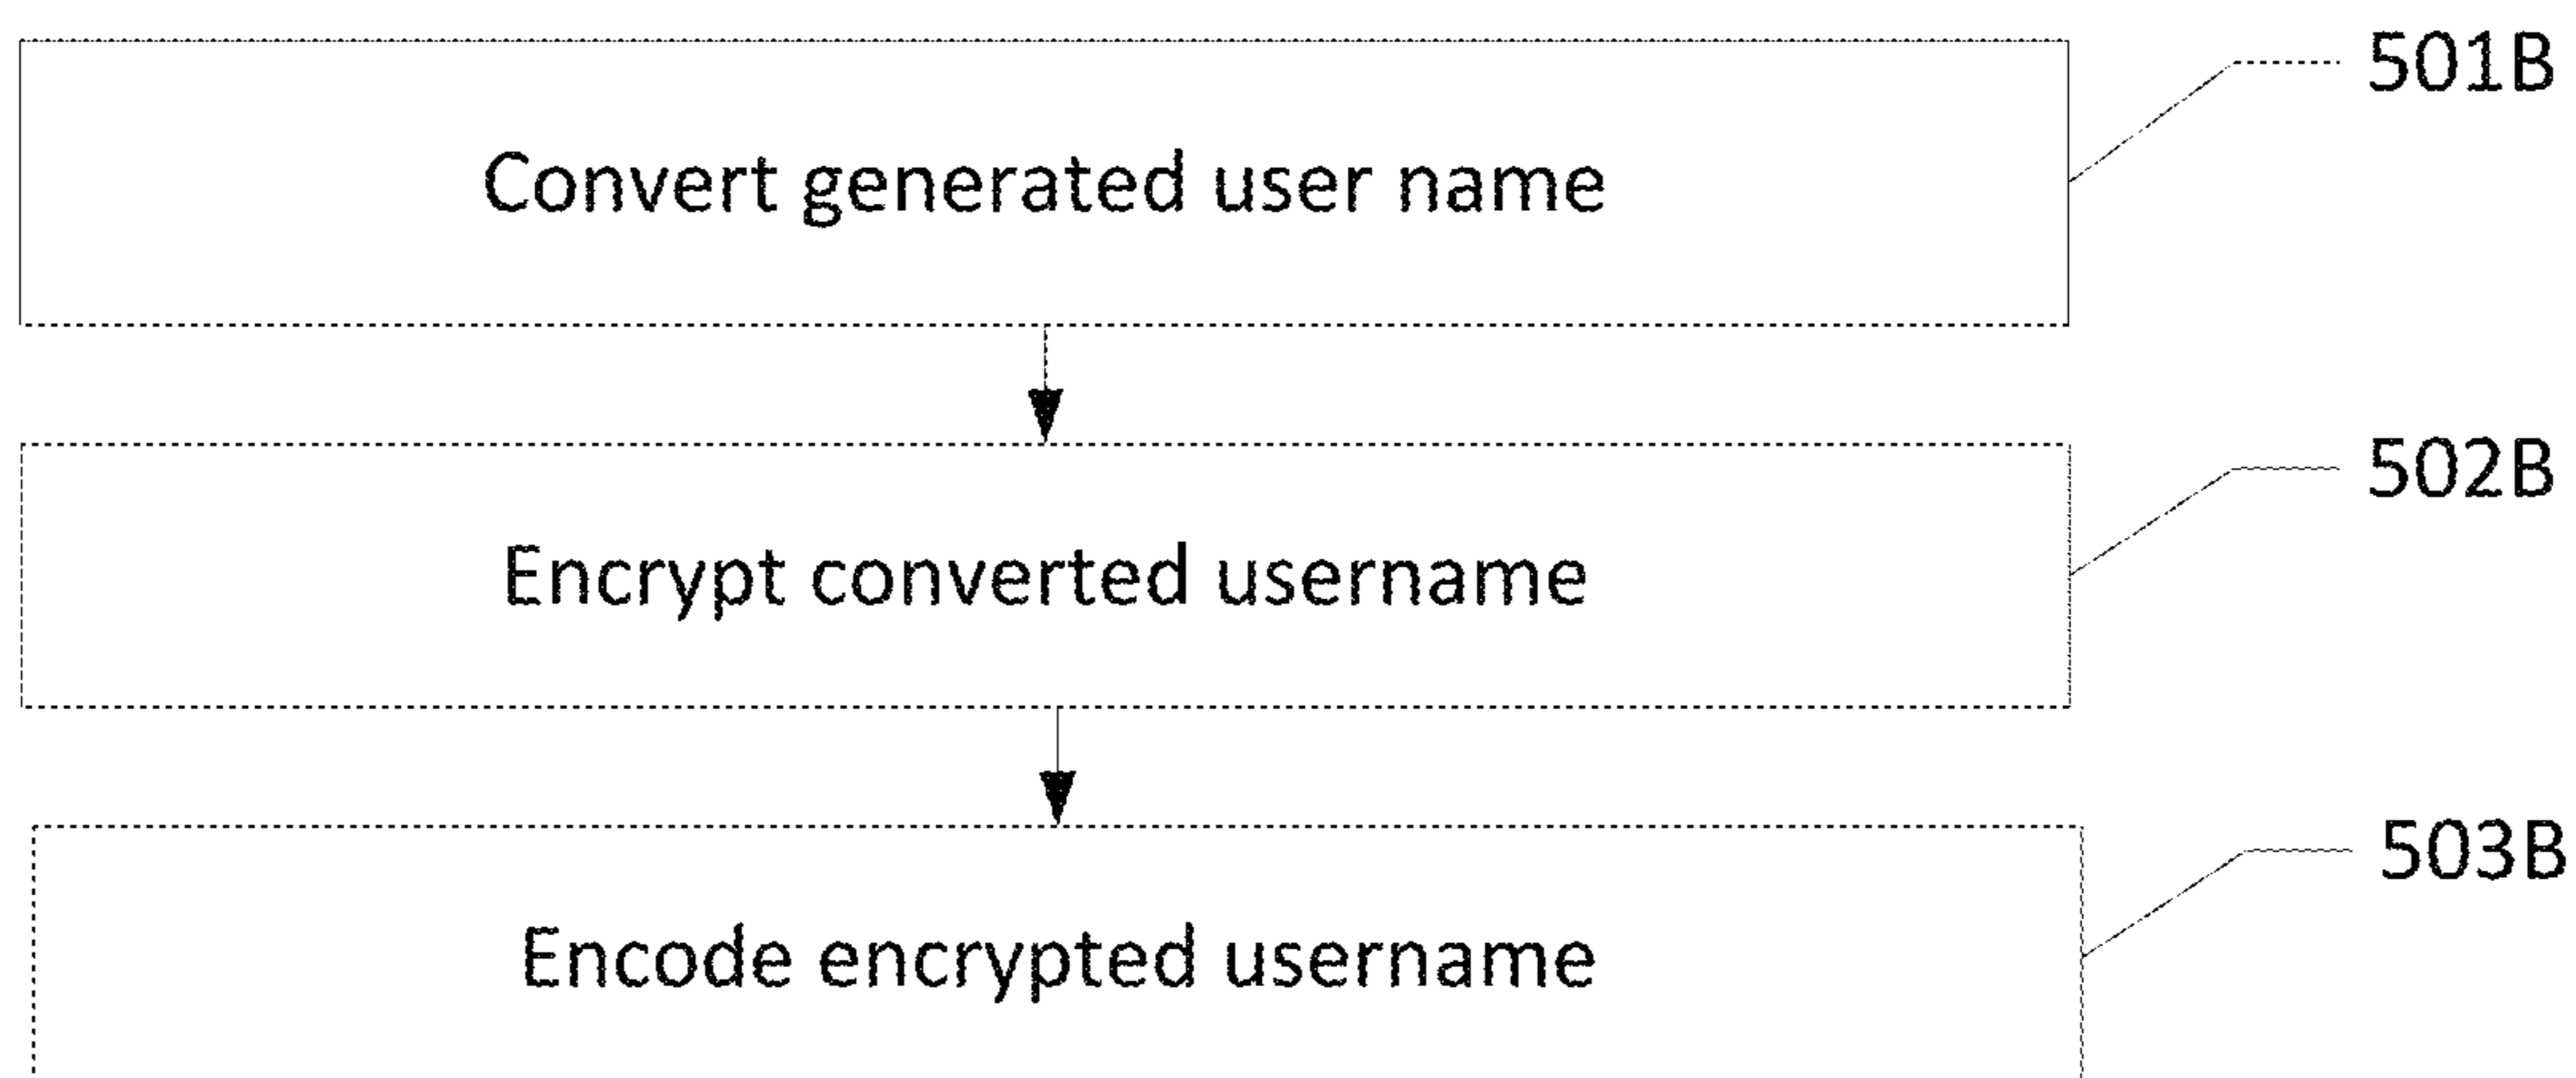 501B
Convert generated user name
502B
Encrypt converted username
503B
Encode encrypted username